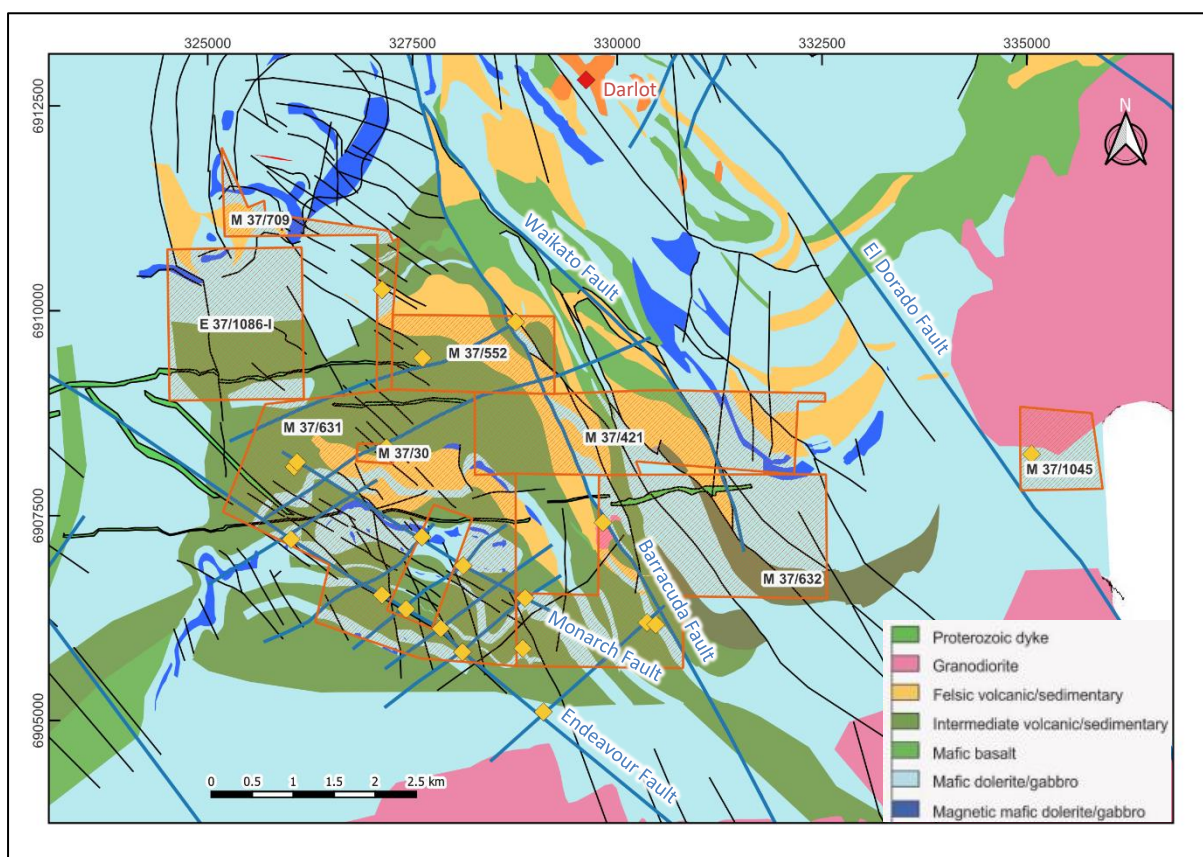 325000
327500
330000
332500
335000
6912500
Darlot
N
M 37/709
Waikato Fault
El Dorado Fault
6910000
E 37/1086-I
M 37/552
M 37/631
M 37/421
M 37/30
M 37/1045
6907500
Barracuda Fault
M 37/632
Monarch Fault
6905000
Endeavour Fault
0 0.5 1 1.5 2 2.5 km
Proterozoic dyke
Granodiorite
Felsic volcanic/sedimentary
Intermediate volcanic/sedimentary
Mafic basalt
Mafic dolerite/gabbro
Magnetic mafic dolerite/gabbro